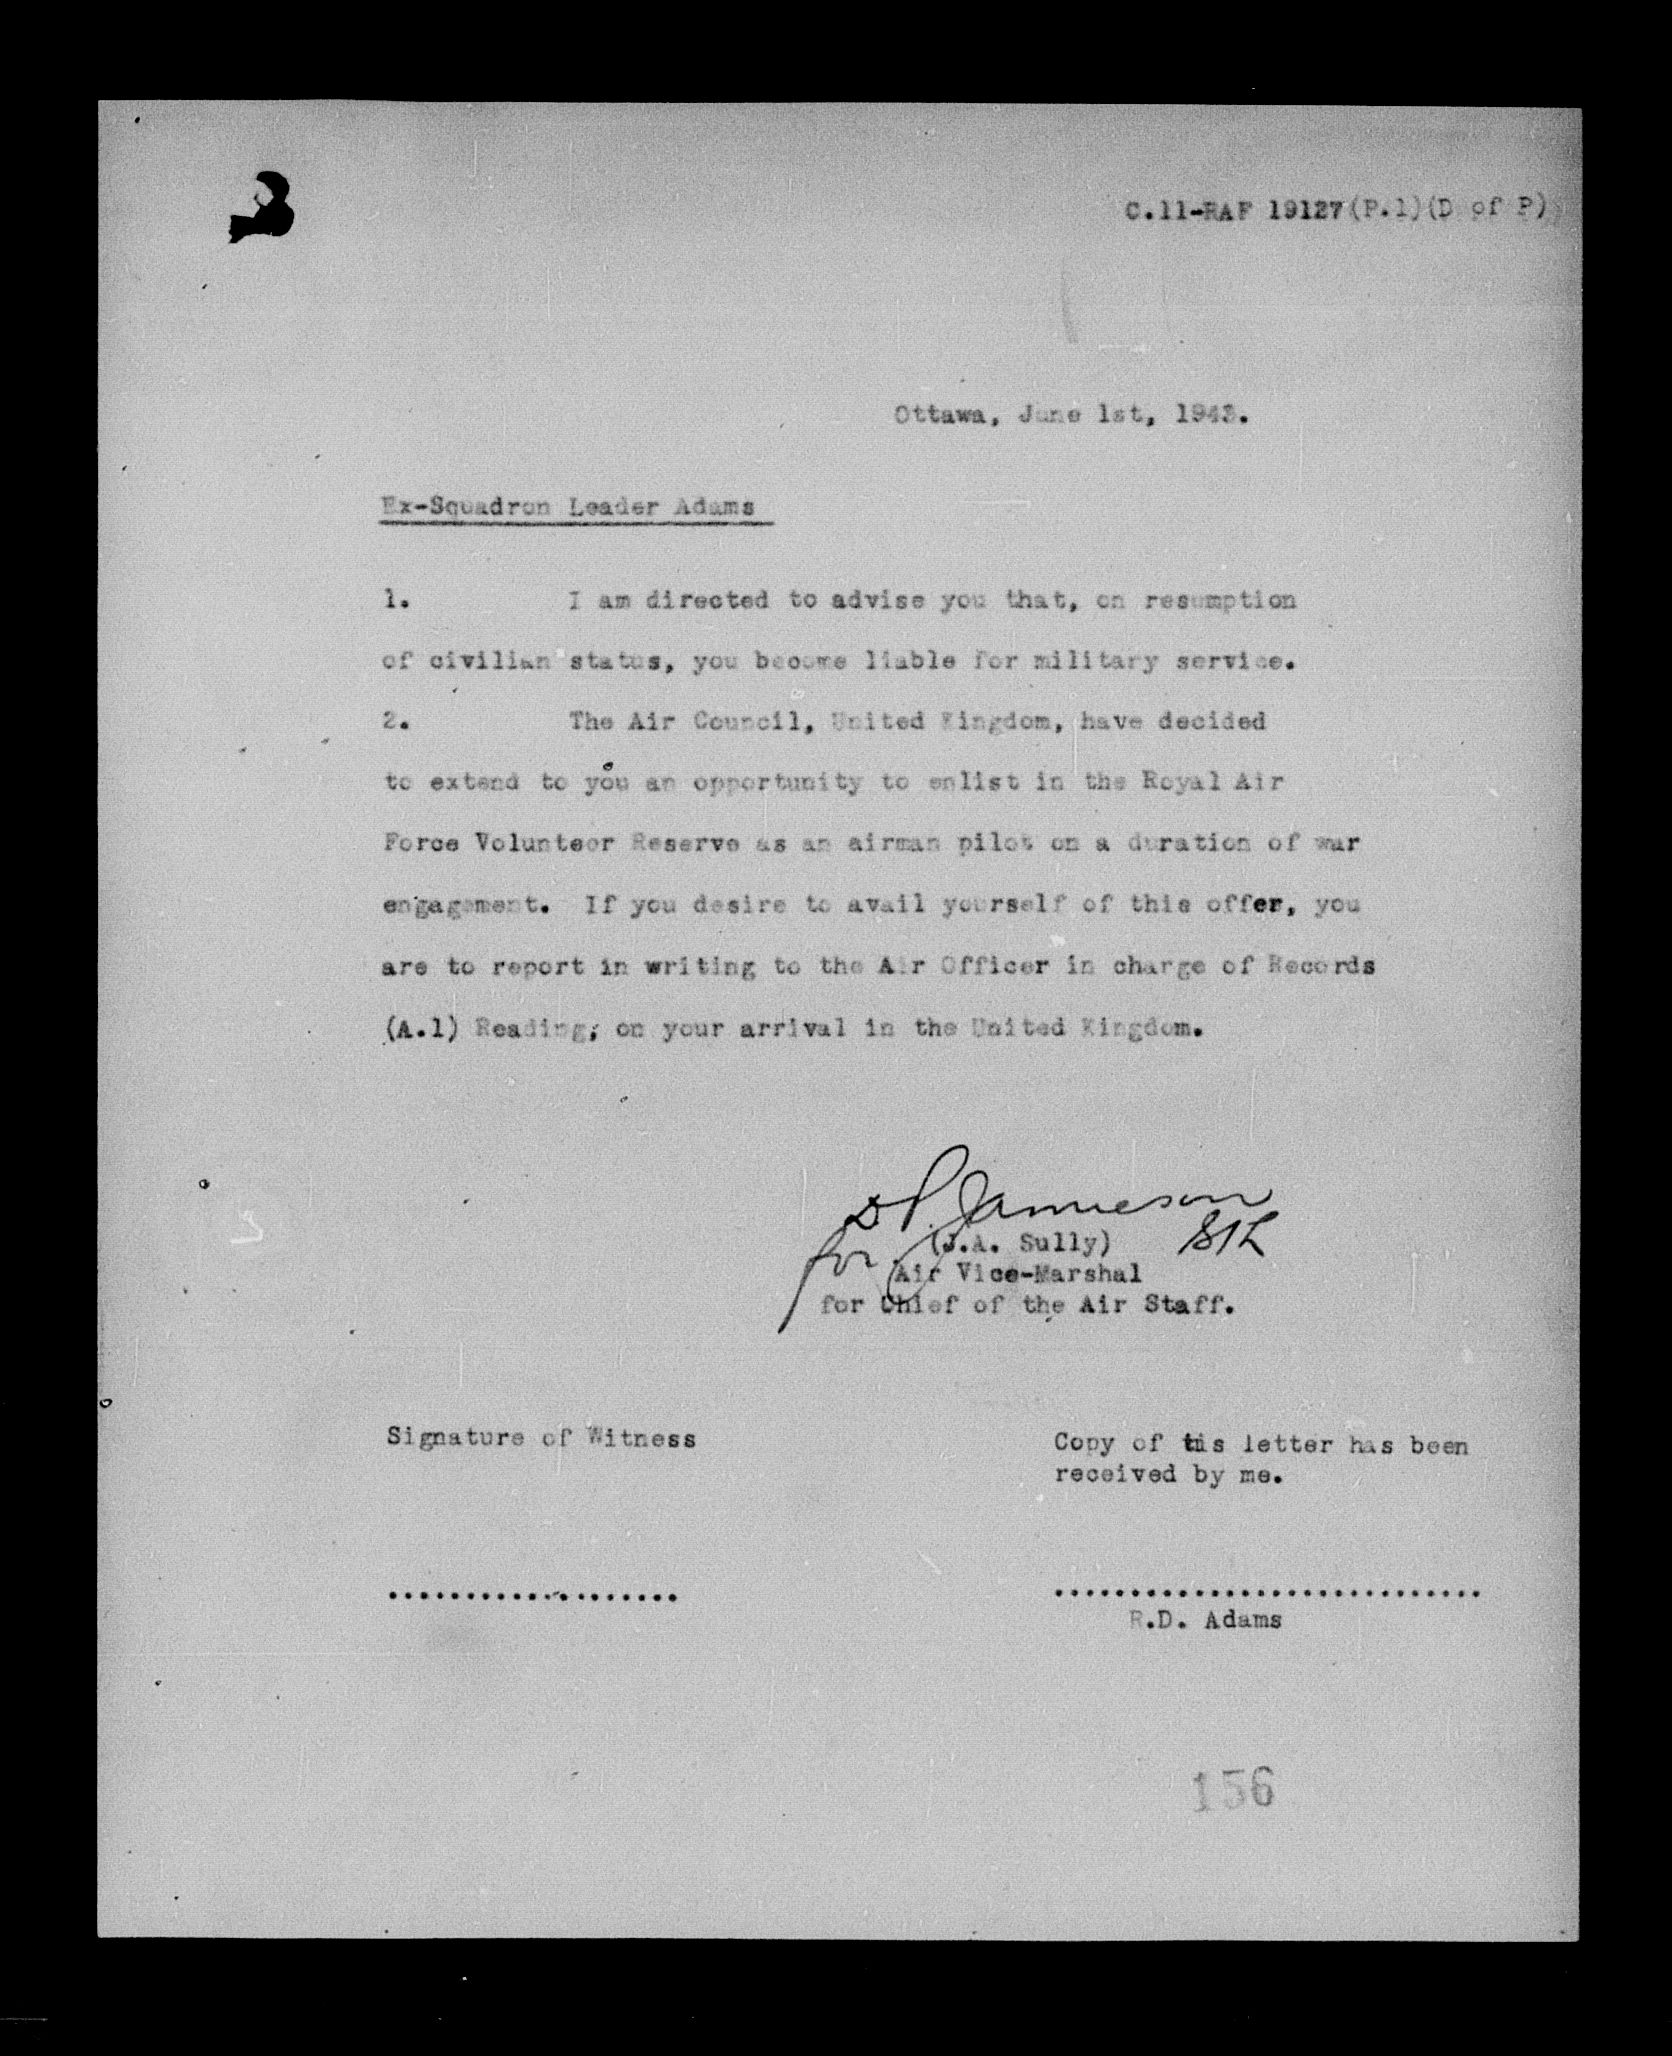 C.11-RAF 19127(P.1)(D of P)
Ottawa, June 1st, 1943.
Ex-Squadron Leader Adams
1. I am directed to advise you that, on resumption
of civilian status, you become liable for military service.
2. The Air Council, United Kingdom, have decided
to extend to you an opportunity to enlist in the Royal Air
Force Volunteer Reserve as an airman pilot on a duration of war
engagement. If you desire to avail yourself of this offer, you
are to report in writing to the Air Officer in charge of Records
(A.1) Reading, on your arrival in the United Kingdom.
D P. Jamieson
for (J.A. Sully) S/L
Air Vice-Marshal
for Chief of the Air Staff.
Signature of Witness
Copy of tis letter has been
received by me.
...................
............................
R.D. Adams
156